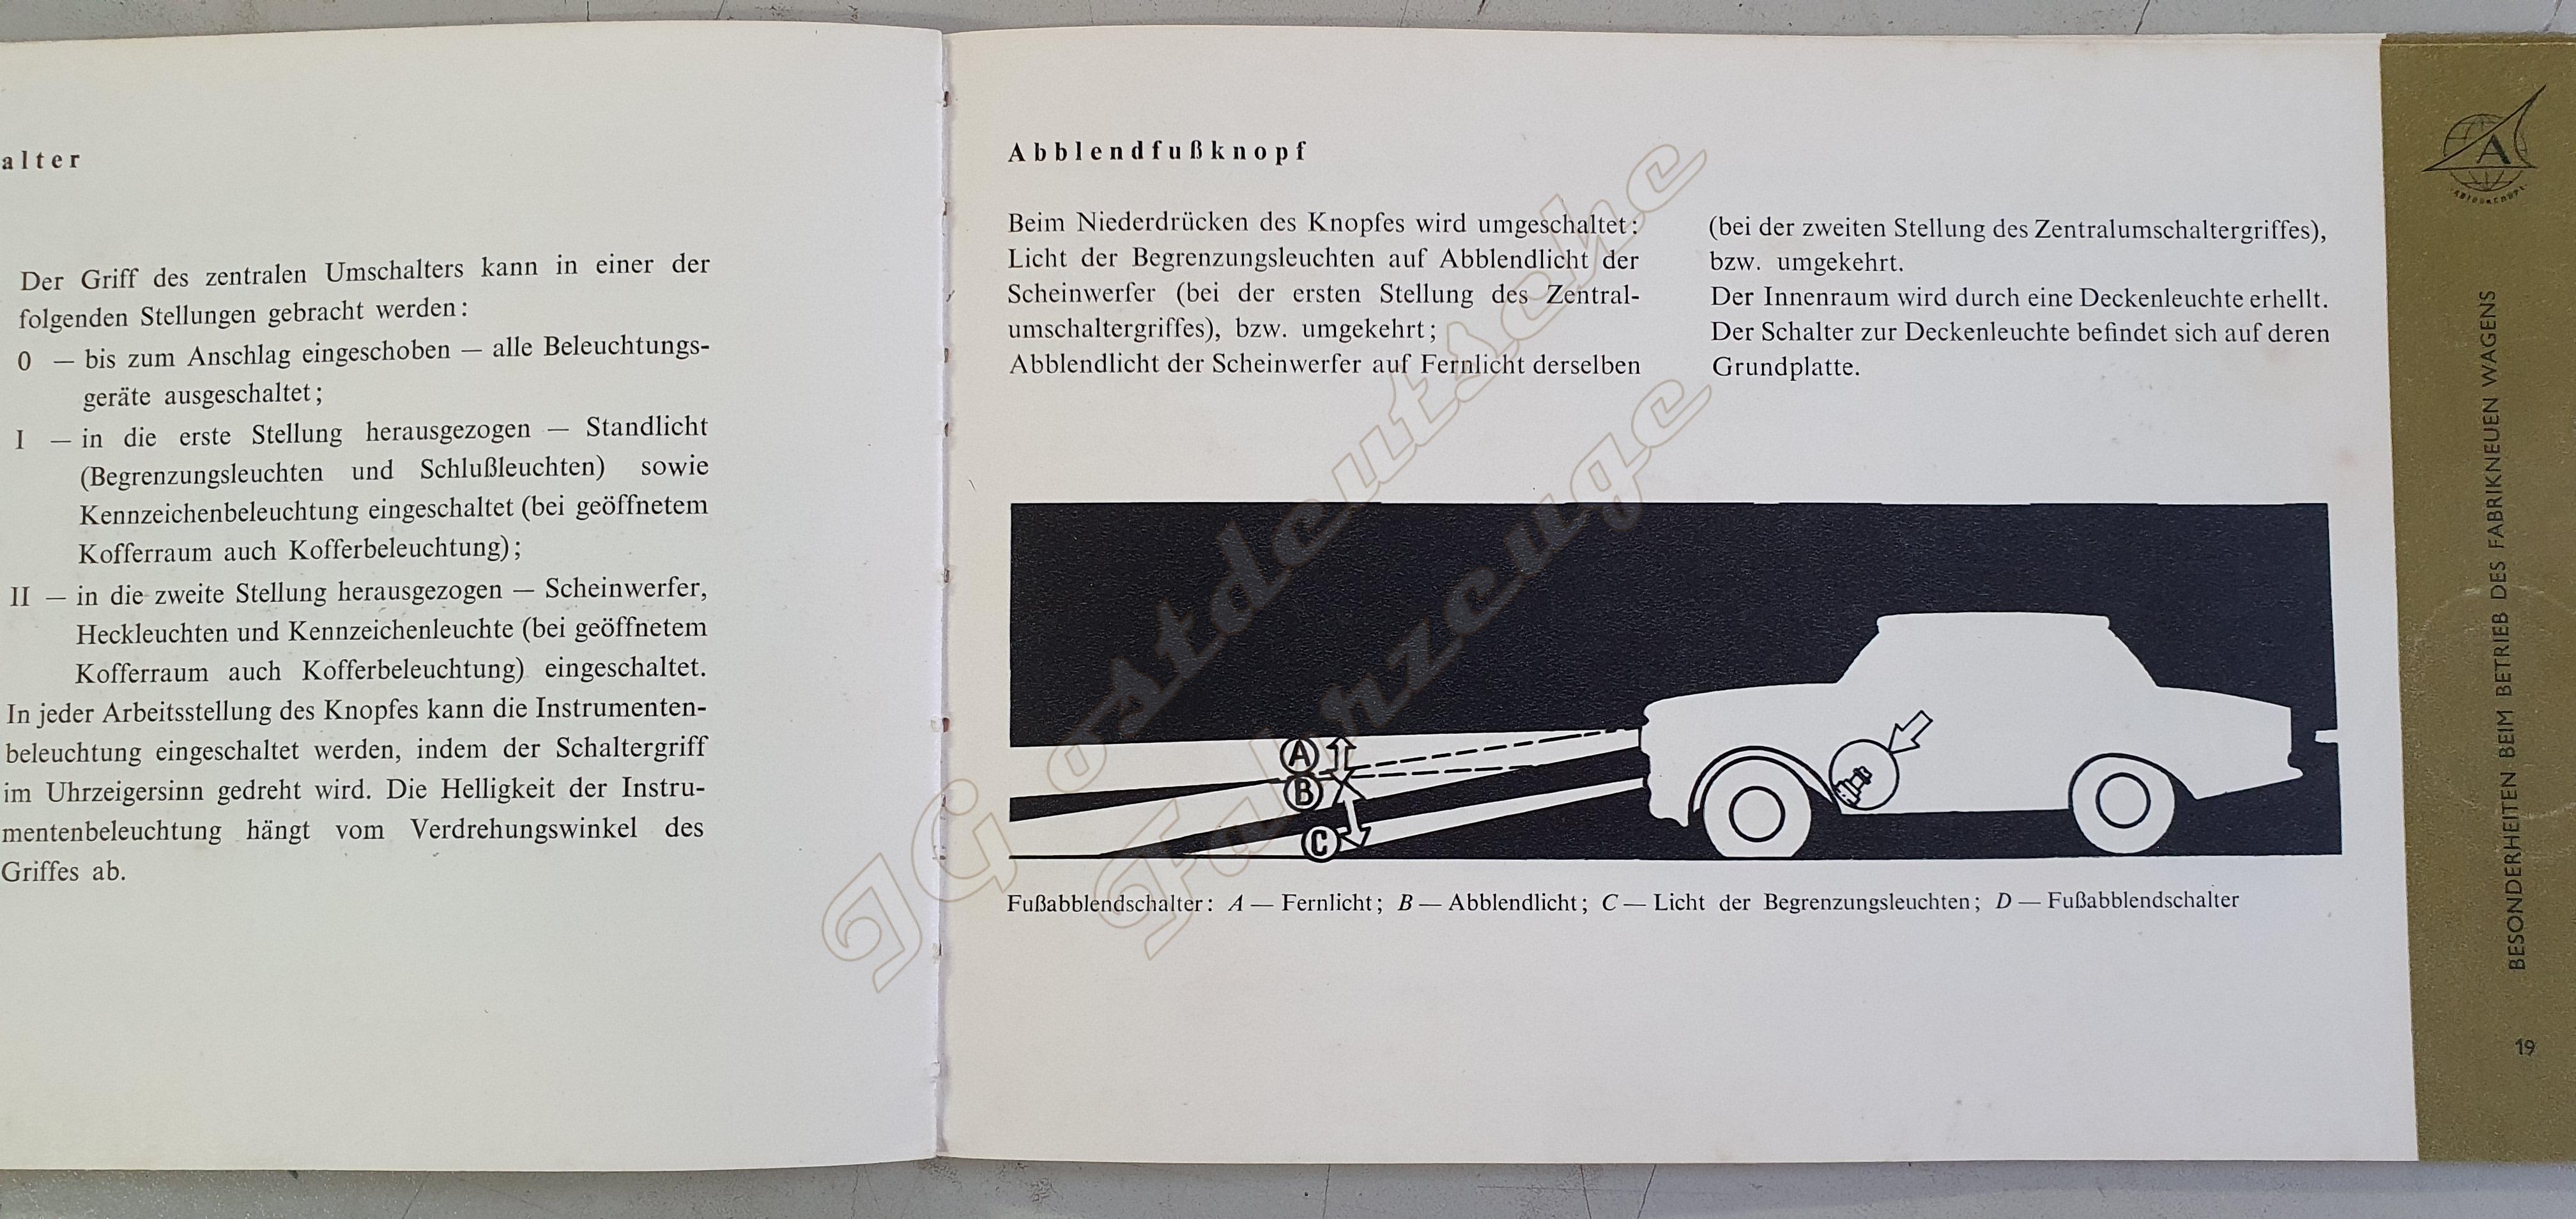 alter
Der Griff des zentralen Umschalters kann in einer der
folgenden Stellungen gebracht werden:
0 — bis zum Anschlag eingeschoben — alle Beleuchtungs-
geräte ausgeschaltet;
I — in die erste Stellung herausgezogen — Standlicht
(Begrenzungsleuchten und Schlußleuchten) sowie
Kennzeichenbeleuchtung eingeschaltet (bei geöffnetem
Kofferraum auch Kofferbeleuchtung);
II — in die zweite Stellung herausgezogen — Scheinwerfer,
Heckleuchten und Kennzeichenleuchte (bei geöffnetem
Kofferraum auch Kofferbeleuchtung) eingeschaltet.
In jeder Arbeitsstellung des Knopfes kann die Instrumenten-
beleuchtung eingeschaltet werden, indem der Schaltergriff
im Uhrzeigersinn gedreht wird. Die Helligkeit der Instru-
mentenbeleuchtung hängt vom Verdrehungswinkel des
Griffes ab.
Abblendfußknopf
Beim Niederdrücken des Knopfes wird umgeschaltet:
Licht der Begrenzungsleuchten auf Abblendlicht der
Scheinwerfer (bei der ersten Stellung des Zentral-
umschaltergriffes), bzw. umgekehrt;
Abblendlicht der Scheinwerfer auf Fernlicht derselben
(bei der zweiten Stellung des Zentralumschaltergriffes),
bzw. umgekehrt.
Der Innenraum wird durch eine Deckenleuchte erhellt.
Der Schalter zur Deckenleuchte befindet sich auf deren
Grundplatte.
A
B
C
Fußabblendschalter: A — Fernlicht; B — Abblendlicht; C — Licht der Begrenzungsleuchten; D — Fußabblendschalter
IG ostdeutsche
Fahrzeuge
A
BESONDERHEITEN BEIM BETRIEB DES FABRIKNEUEN WAGENS
19